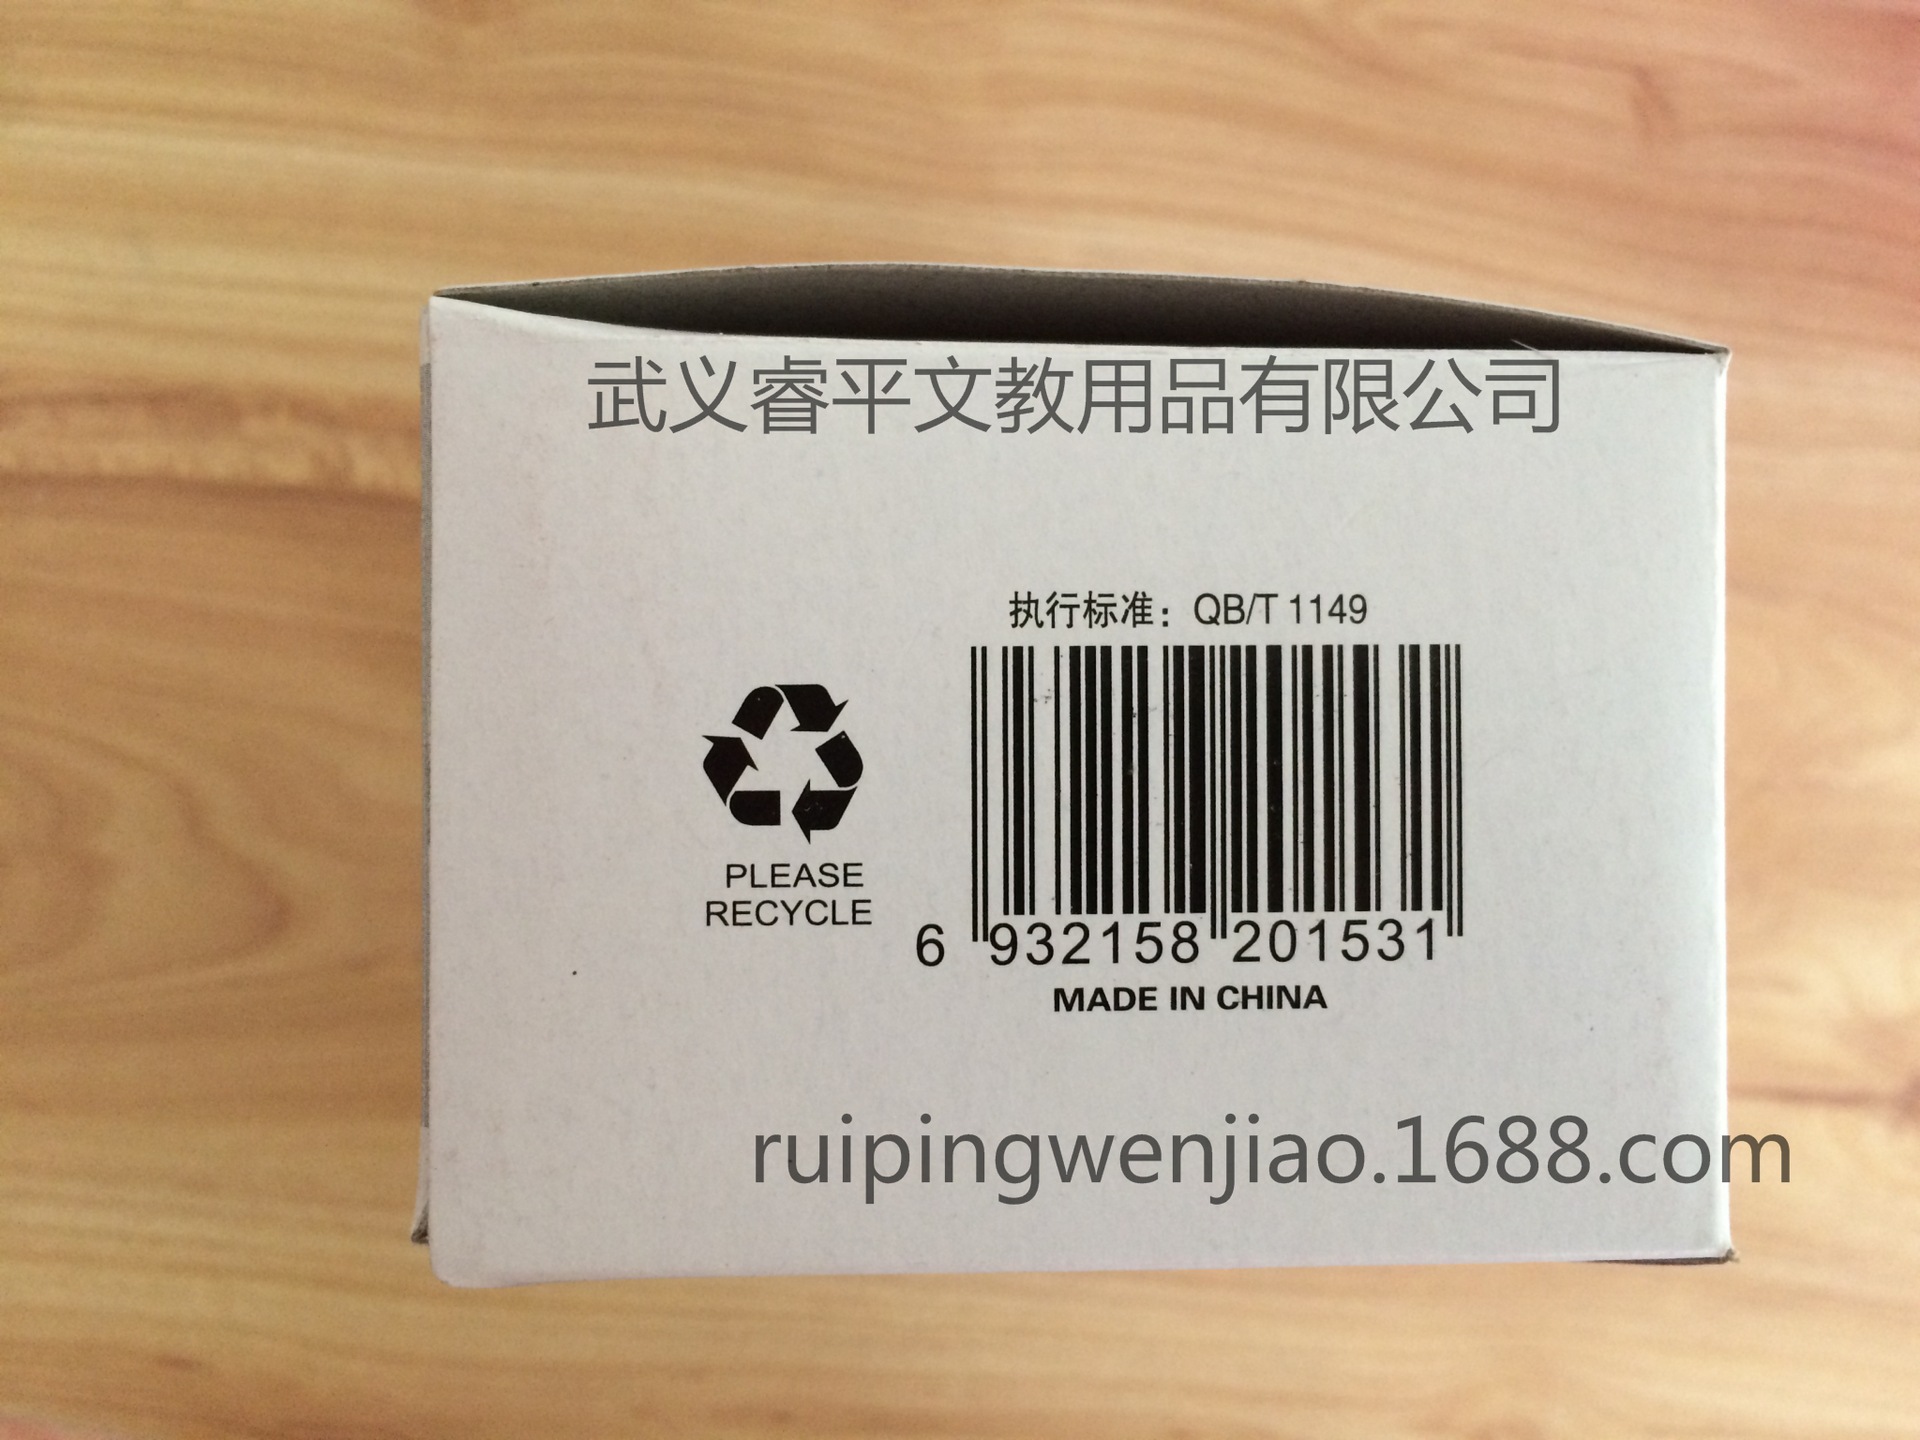 武义睿平文教用品有限公司
执行标准：QB/T 1149
PLEASE
RECYCLE
6 932158 201531
MADE IN CHINA
ruipingwenjiao.1688.com